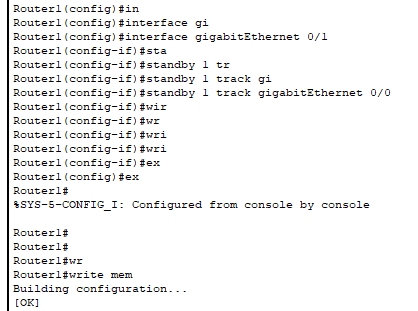 Router1(config)#in
Router1(config)#interface gi
Router1(config)#interface gigabitEthernet 0/1
Router1(config-if)#sta
Router1(config-if)#standby 1 tr
Router1(config-if)#standby 1 track gi
Router1(config-if)#standby 1 track gigabitEthernet 0/0
Router1(config-if)#wir
Router1(config-if)#wr
Router1(config-if)#wri
Router1(config-if)#wri
Router1(config-if)#ex
Router1(config)#ex
Router1#
%SYS-5-CONFIG_I: Configured from console by console
Router1#
Router1#
Router1#wr
Router1#write mem
Building configuration...
[OK]